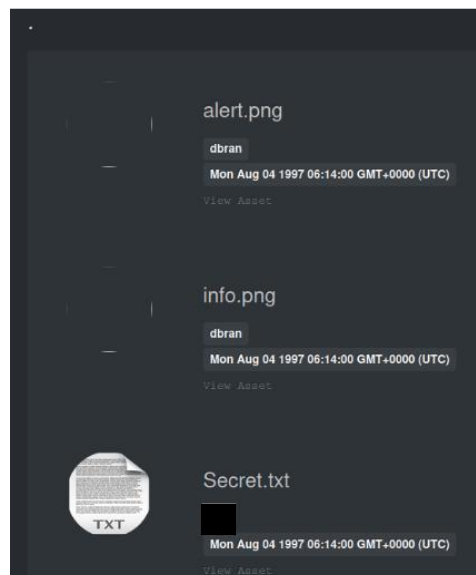 alert.png
dbran
Mon Aug 04 1997 06:14:00 GMT+0000 (UTC)
View Asset
info.png
dbran
Mon Aug 04 1997 06:14:00 GMT+0000 (UTC)
View Asset
TXT
Secret.txt
Mon Aug 04 1997 06:14:00 GMT+0000 (UTC)
View Asset